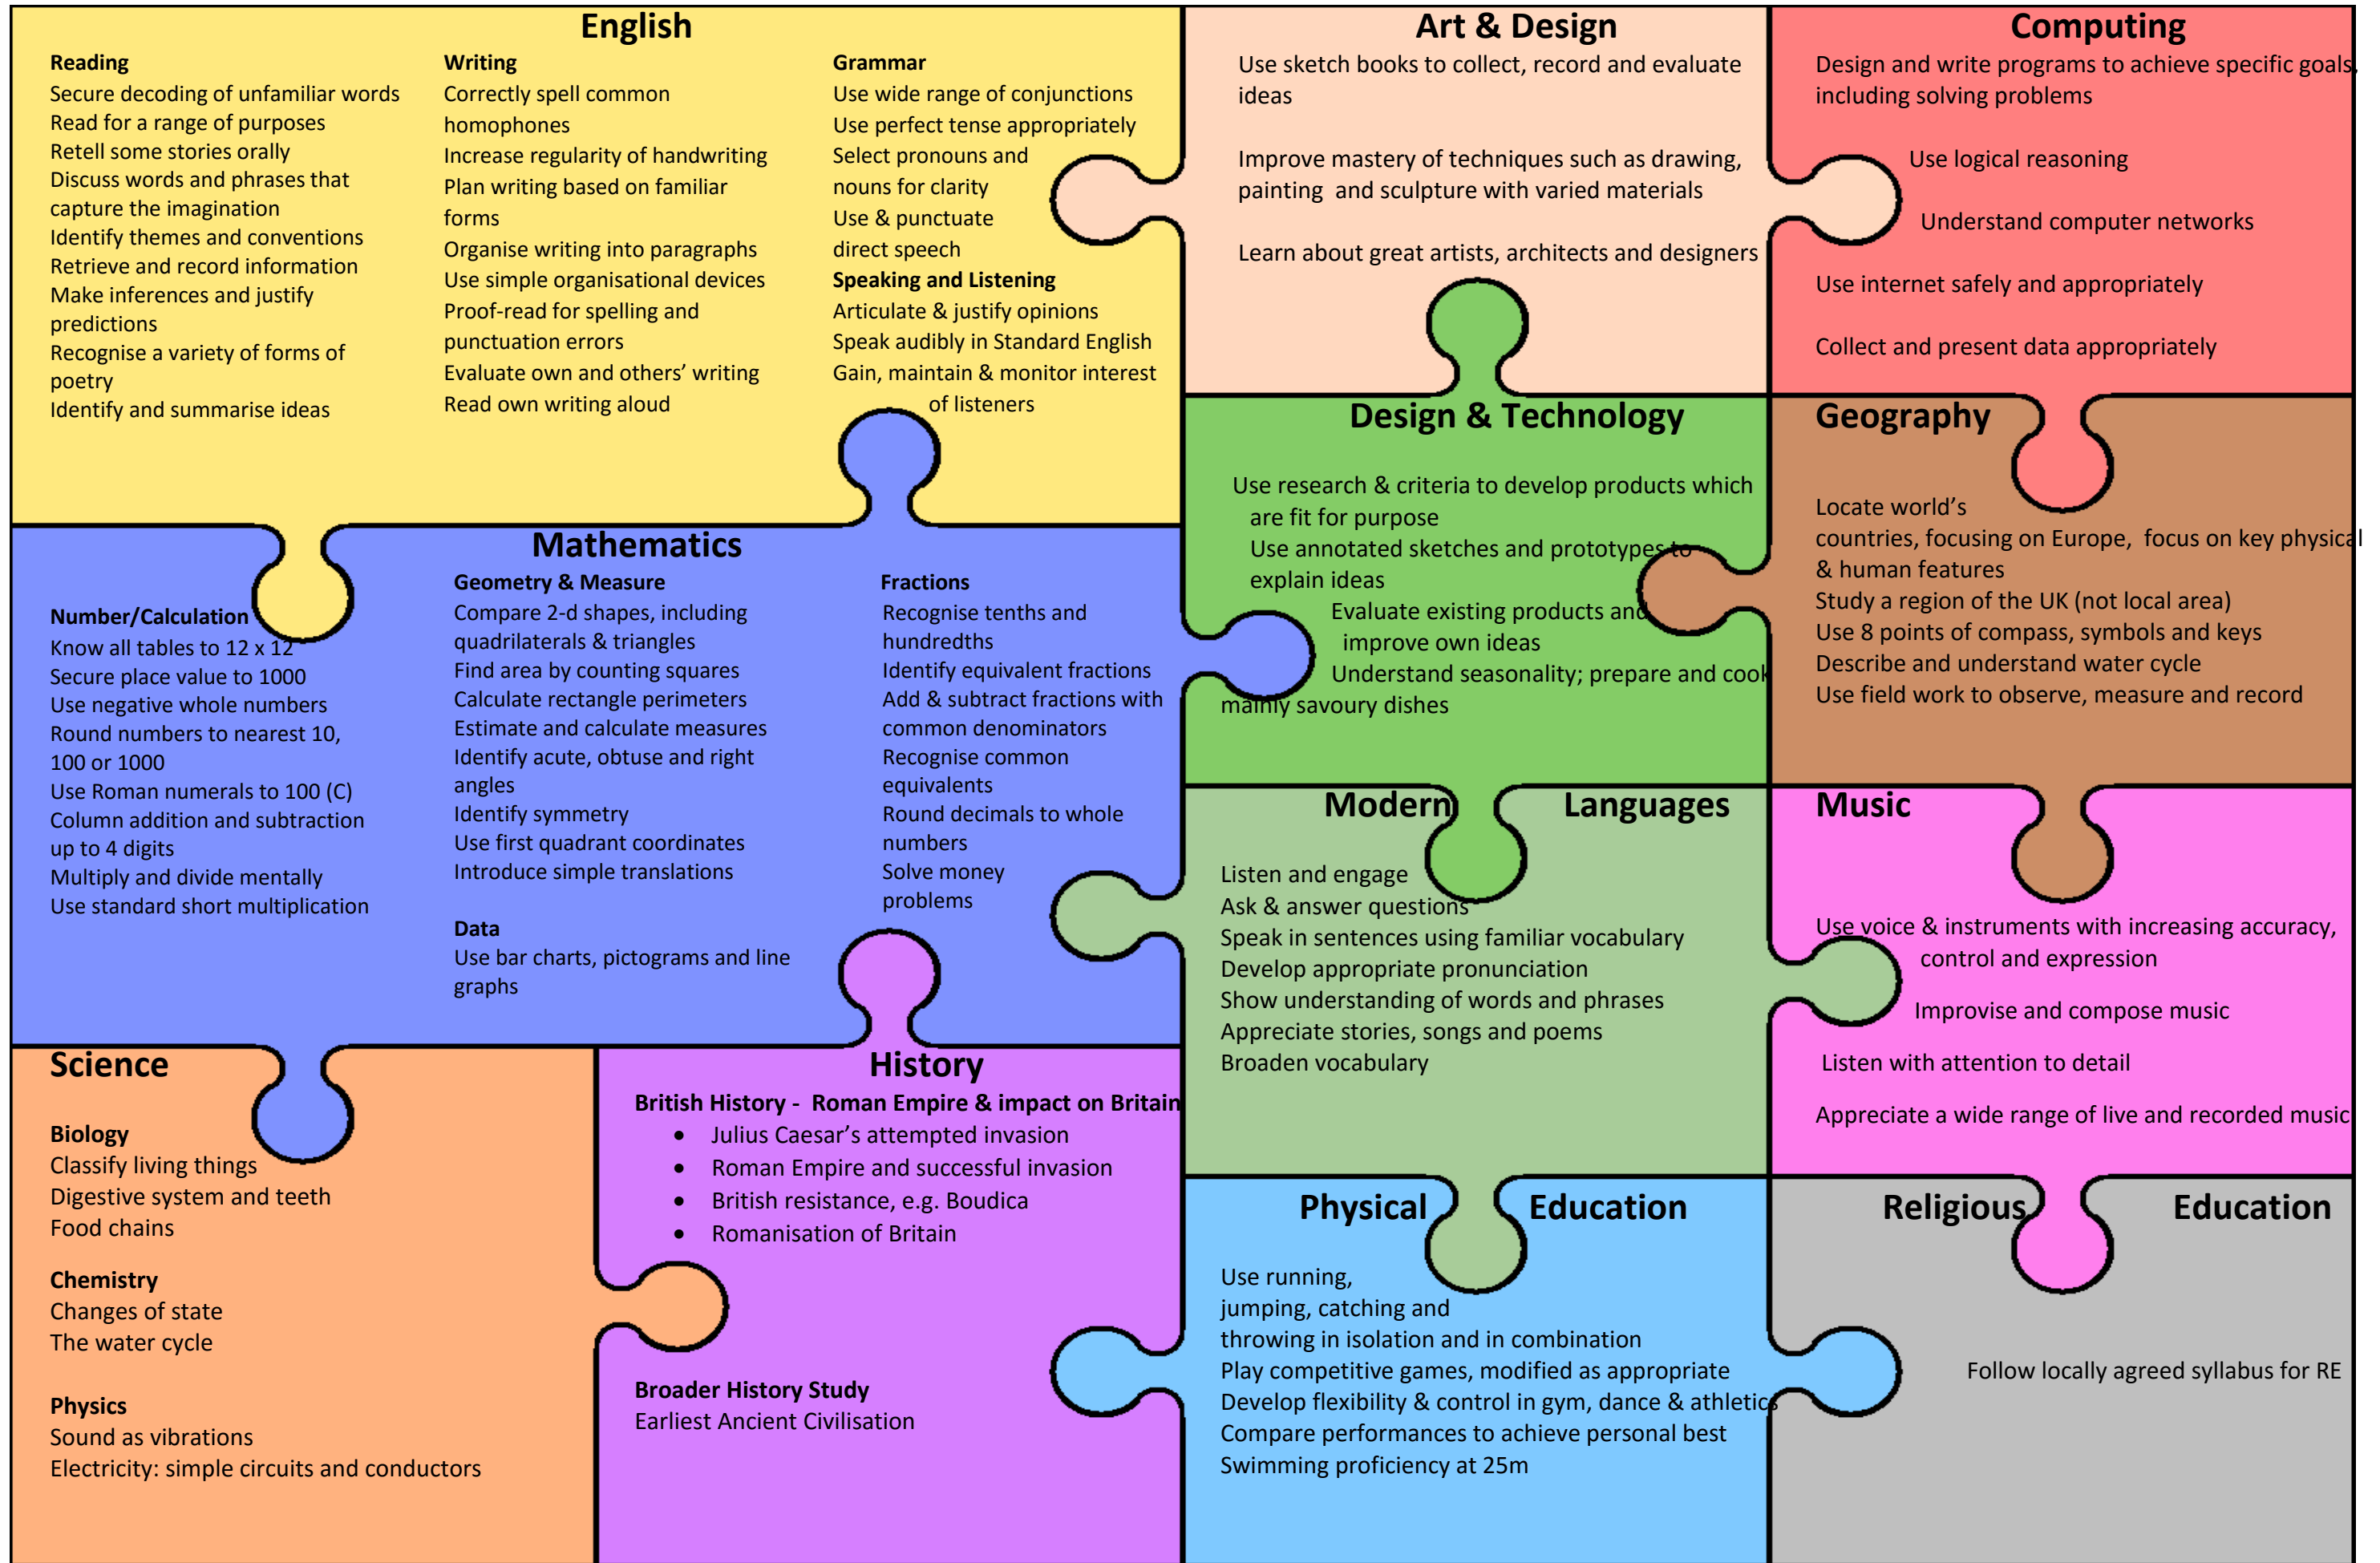 English
Reading
Secure decoding of unfamiliar words
Read for a range of purposes
Retell some stories orally
Discuss words and phrases that
capture the imagination
Identify themes and conventions
Retrieve and record information
Make inferences and justify
predictions
Recognise a variety of forms of
poetry
Identify and summarise ideas
Writing
Correctly spell common
homophones
Increase regularity of handwriting
Plan writing based on familiar
forms
Organise writing into paragraphs
Use simple organisational devices
Proof-read for spelling and
punctuation errors
Evaluate own and others’ writing
Read own writing aloud
Grammar
Use wide range of conjunctions
Use perfect tense appropriately
Select pronouns and
nouns for clarity
Use & punctuate
direct speech
Speaking and Listening
Articulate & justify opinions
Speak audibly in Standard English
Gain, maintain & monitor interest
of listeners
Art & Design
Use sketch books to collect, record and evaluate
ideas
Improve mastery of techniques such as drawing,
painting and sculpture with varied materials
Learn about great artists, architects and designers
Computing
Design and write programs to achieve specific goals,
including solving problems
Use logical reasoning
Understand computer networks
Use internet safely and appropriately
Collect and present data appropriately
Mathematics
Number/Calculation
Know all tables to 12 x 12
Secure place value to 1000
Use negative whole numbers
Round numbers to nearest 10,
100 or 1000
Use Roman numerals to 100 (C)
Column addition and subtraction
up to 4 digits
Multiply and divide mentally
Use standard short multiplication
Geometry & Measure
Compare 2-d shapes, including
quadrilaterals & triangles
Find area by counting squares
Calculate rectangle perimeters
Estimate and calculate measures
Identify acute, obtuse and right
angles
Identify symmetry
Use first quadrant coordinates
Introduce simple translations
Data
Use bar charts, pictograms and line
graphs
Fractions
Recognise tenths and
hundredths
Identify equivalent fractions
Add & subtract fractions with
common denominators
Recognise common
equivalents
Round decimals to whole
numbers
Solve money
problems
Design & Technology
Use research & criteria to develop products which
are fit for purpose
Use annotated sketches and prototypes to
explain ideas
Evaluate existing products and
improve own ideas
Understand seasonality; prepare and cook
mainly savoury dishes
Geography
Locate world’s
countries, focusing on Europe, focus on key physical
& human features
Study a region of the UK (not local area)
Use 8 points of compass, symbols and keys
Describe and understand water cycle
Use field work to observe, measure and record
Modern Languages
Listen and engage
Ask & answer questions
Speak in sentences using familiar vocabulary
Develop appropriate pronunciation
Show understanding of words and phrases
Appreciate stories, songs and poems
Broaden vocabulary
Music
Use voice & instruments with increasing accuracy,
control and expression
Improvise and compose music
Listen with attention to detail
Appreciate a wide range of live and recorded music
Science
Biology
Classify living things
Digestive system and teeth
Food chains
Chemistry
Changes of state
The water cycle
Physics
Sound as vibrations
Electricity: simple circuits and conductors
History
British History - Roman Empire & impact on Britain
• Julius Caesar’s attempted invasion
• Roman Empire and successful invasion
• British resistance, e.g. Boudica
• Romanisation of Britain
Broader History Study
Earliest Ancient Civilisation
Physical Education
Use running,
jumping, catching and
throwing in isolation and in combination
Play competitive games, modified as appropriate
Develop flexibility & control in gym, dance & athletics
Compare performances to achieve personal best
Swimming proficiency at 25m
Religious Education
Follow locally agreed syllabus for RE